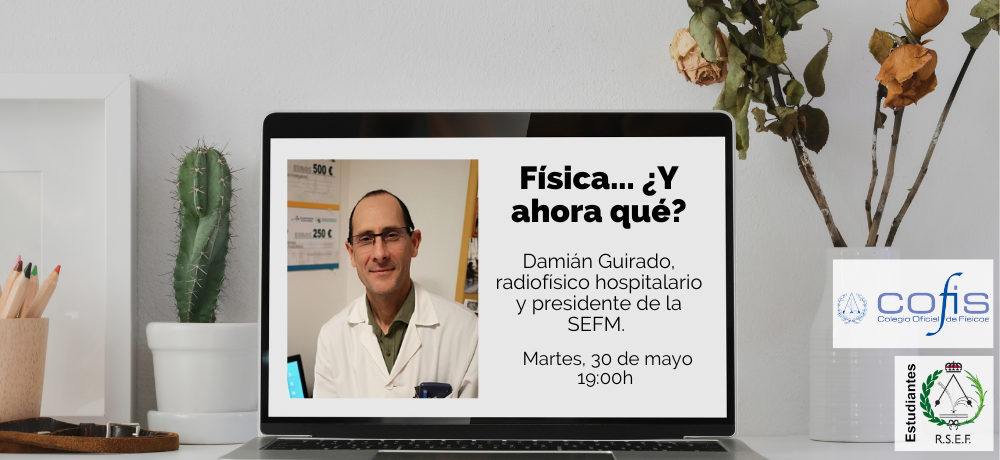 500 €
250 €
Física... ¿Y
ahora qué?
Damián Guirado,
radiofísico hospitalario
y presidente de la
SEFM.
Martes, 30 de mayo
19:00h
cofis
Colegio Oficial de Físicos
Estudiantes
R.S.E.F.